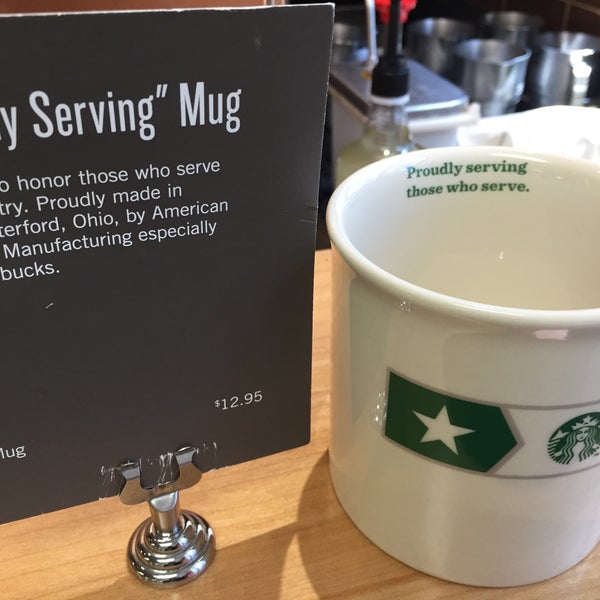 y Serving" Mug
o honor those who serve
try. Proudly made in
terford, Ohio, by American
Manufacturing especially
bucks.
$12.95
Mug
Proudly serving
those who serve.